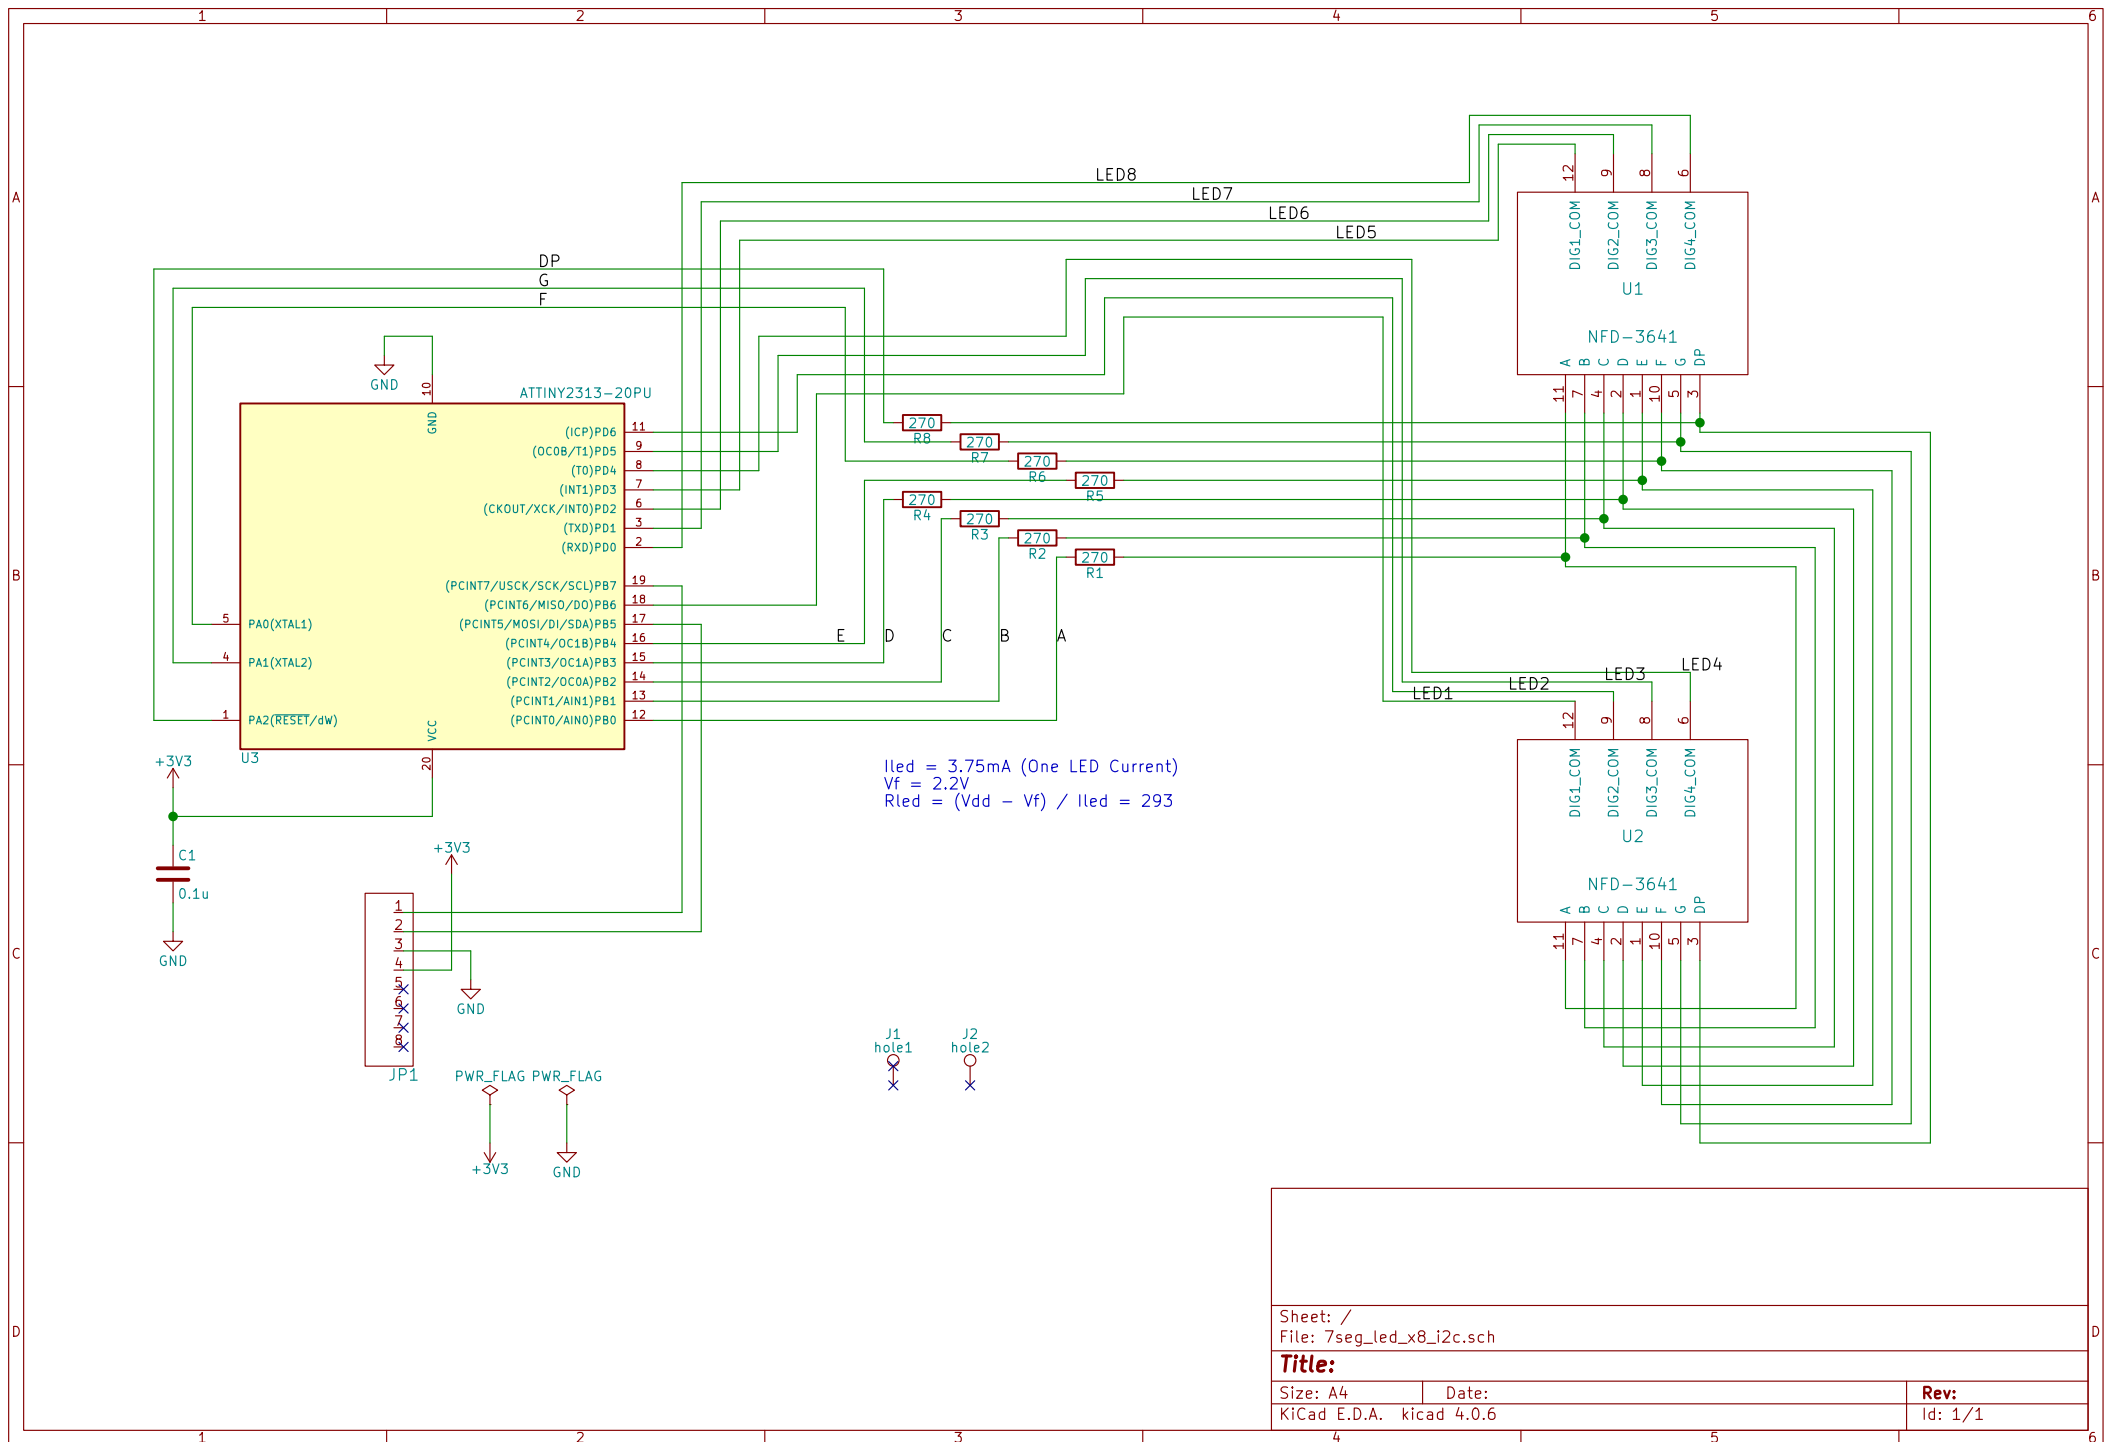 1 2 3 4 5 6
A
B
C
D
A
B
C
D
1 2 3 4 5 6
LED8
LED7
LED6
LED5
DP
G
F
12 9 8 6
DIG1_COM DIG2_COM DIG3_COM DIG4_COM
U1
NFD-3641
A B C D E F G DP
11 7 4 2 1 10 5 3
GND
10
GND
ATTINY2313-20PU
(ICP)PD6 11
(OC0B/T1)PD5 9
(T0)PD4 8
(INT1)PD3 7
(CKOUT/XCK/INT0)PD2 6
(TXD)PD1 3
(RXD)PD0 2
(PCINT7/USCK/SCK/SCL)PB7 19
(PCINT6/MISO/DO)PB6 18
(PCINT5/MOSI/DI/SDA)PB5 17
(PCINT4/OC1B)PB4 16
(PCINT3/OC1A)PB3 15
(PCINT2/OC0A)PB2 14
(PCINT1/AIN1)PB1 13
(PCINT0/AIN0)PB0 12
5 PA0(XTAL1)
4 PA1(XTAL2)
1 PA2(RESET/dW)
VCC
20
U3
270
R8
270
R7
270
R6
270
R5
270
R4
270
R3
270
R2
270
R1
E D C B A
LED4
LED3
LED2
LED1
12 9 8 6
DIG1_COM DIG2_COM DIG3_COM DIG4_COM
U2
NFD-3641
A B C D E F G DP
11 7 4 2 1 10 5 3
Iled = 3.75mA (One LED Current)
Vf = 2.2V
Rled = (Vdd - Vf) / Iled = 293
+3V3
C1
0.1u
GND
+3V3
1
2
3
4
5
6
7
8
JP1
GND
PWR_FLAG PWR_FLAG
+3V3
GND
J1
hole1
J2
hole2
Sheet: /
File: 7seg_led_x8_i2c.sch
Title:
Size: A4 Date: Rev:
KiCad E.D.A. kicad 4.0.6 Id: 1/1